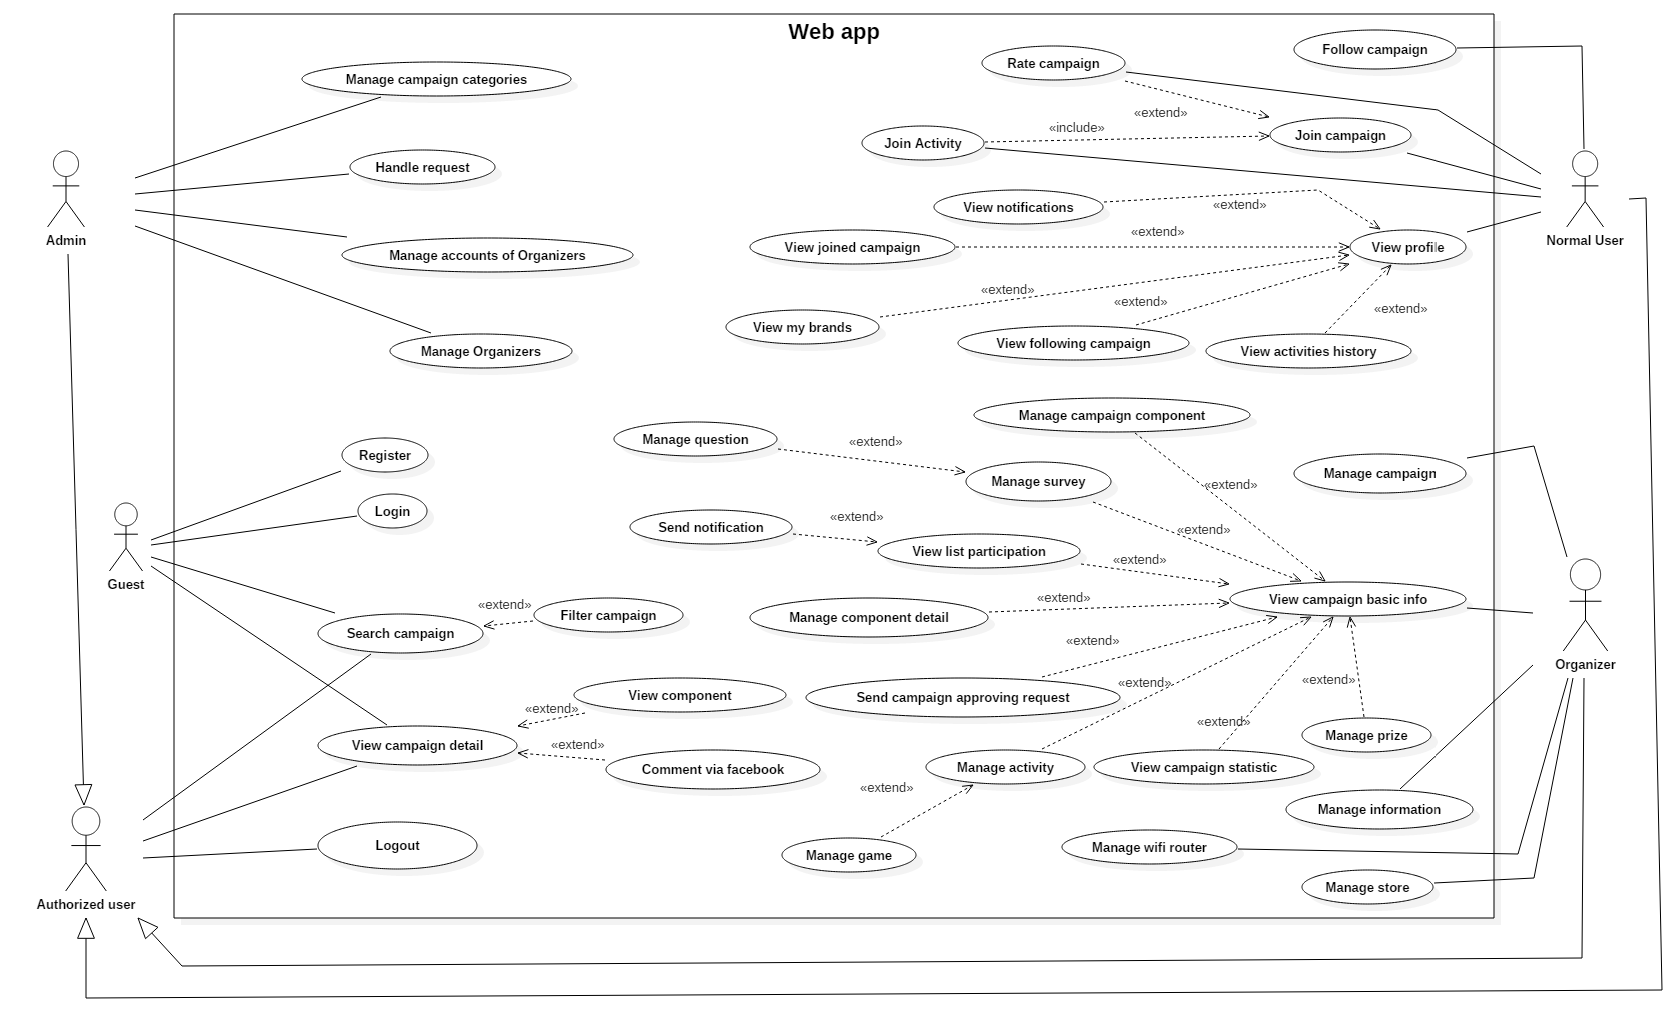 Web app
Follow campaign
Rate campaign
Manage campaign categories
«extend»
«include»
Join campaign
Join Activity
Handle request
View notifications
«extend»
Admin
Normal User
«extend»
View joined campaign
View profile
Manage accounts of Organizers
«extend»
«extend»
«extend»
View my brands
View following campaign
View activities history
Manage Organizers
Manage campaign component
Manage question
«extend»
Register
Manage campaign
Manage survey
«extend»
Login
«extend»
Send notification
«extend»
View list participation
«extend»
Guest
«extend»
View campaign basic info
«extend»
Filter campaign
Manage component detail
Search campaign
«extend»
Organizer
«extend»
«extend»
View component
Send campaign approving request
«extend»
«extend»
Manage prize
View campaign detail
«extend»
Comment via facebook
Manage activity
View campaign statistic
«extend»
Manage information
Logout
Manage wifi router
Manage game
Manage store
Authorized user